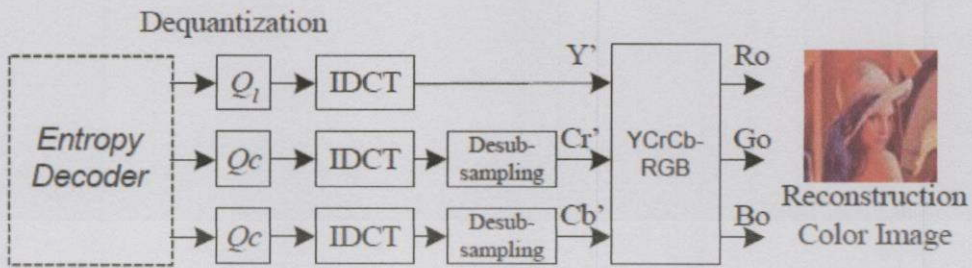 Dequantization
Entropy
Decoder
Ql
IDCT
Y'
Qc
IDCT
Desub-
sampling
Cr'
Qc
IDCT
Desub-
sampling
Cb'
YCrCb-
RGB
Ro
Go
Bo
Reconstruction
Color Image